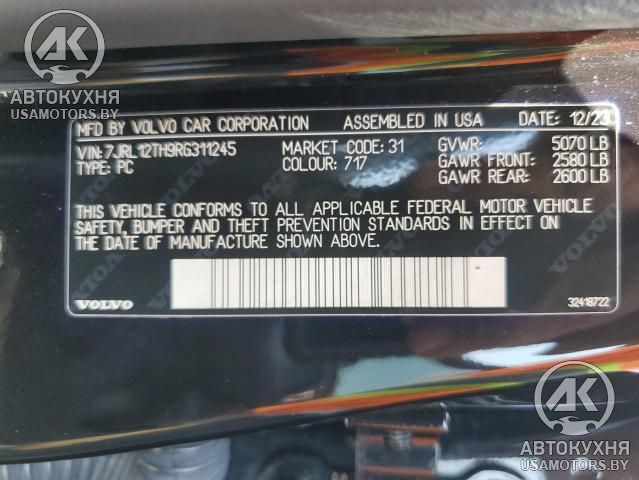 АК
АВТОКУХНЯ
USAMOTORS.BY
MFD BY VOLVO CAR CORPORATION ASSEMBLED IN USA DATE: 12/23
VIN: 7JRL12TH9RG311245 MARKET CODE: 31 GVWR: 5070 LB
TYPE: PC COLOUR: 717 GAWR FRONT: 2580 LB
GAWR REAR: 2600 LB
THIS VEHICLE CONFORMS TO ALL APPLICABLE FEDERAL MOTOR VEHICLE
SAFETY, BUMPER AND THEFT PREVENTION STANDARDS IN EFFECT ON
THE DATE OF MANUFACTURE SHOWN ABOVE.
VOLVO 32418722
АК
АВТОКУХНЯ
USAMOTORS.BY